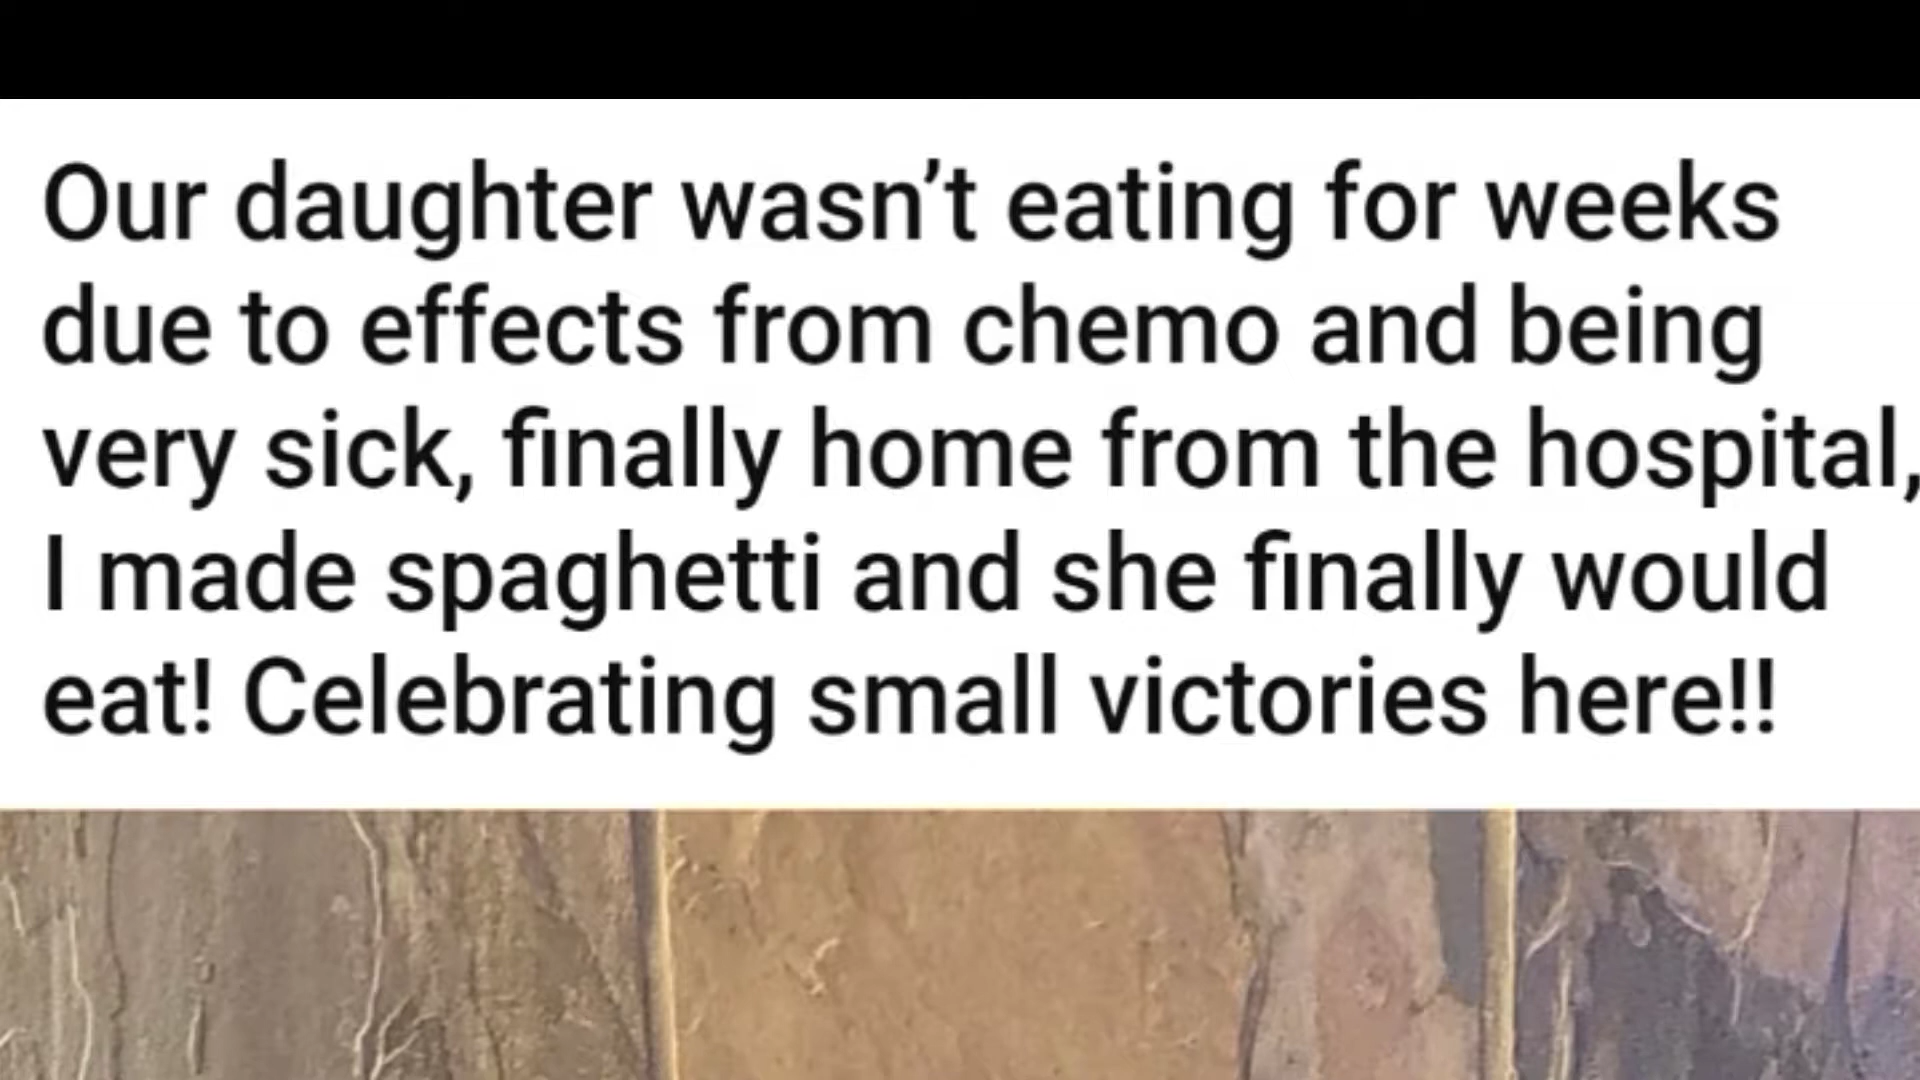 Our daughter wasn’t eating for weeks
due to effects from chemo and being
very sick, finally home from the hospital,
I made spaghetti and she finally would
eat! Celebrating small victories here!!